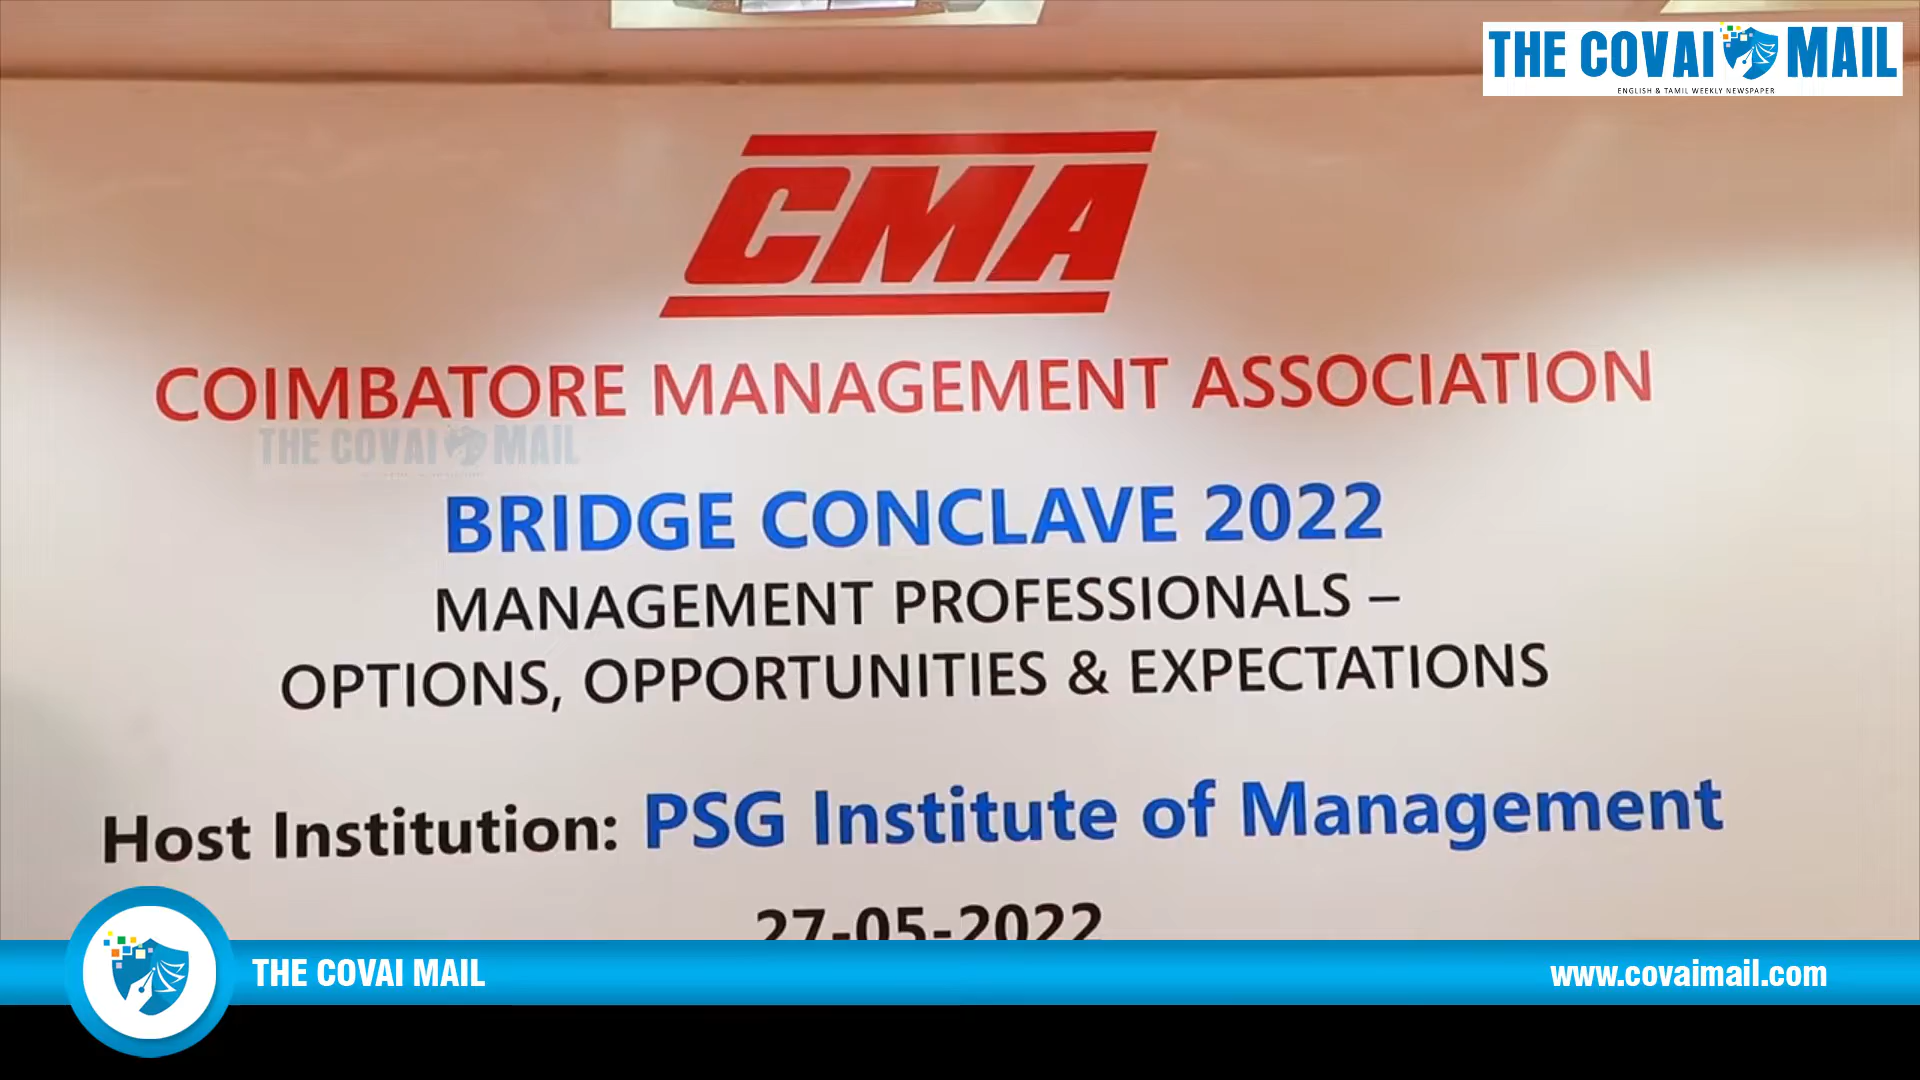 THE COVAI MAIL
ENGLISH & TAMIL WEEKLY NEWSPAPER
CMA
COIMBATORE MANAGEMENT ASSOCIATION
THE COVAI MAIL
BRIDGE CONCLAVE 2022
MANAGEMENT PROFESSIONALS –
OPTIONS, OPPORTUNITIES & EXPECTATIONS
Host Institution: PSG Institute of Management
27-05-2022
THE COVAI MAIL
www.covaimail.com